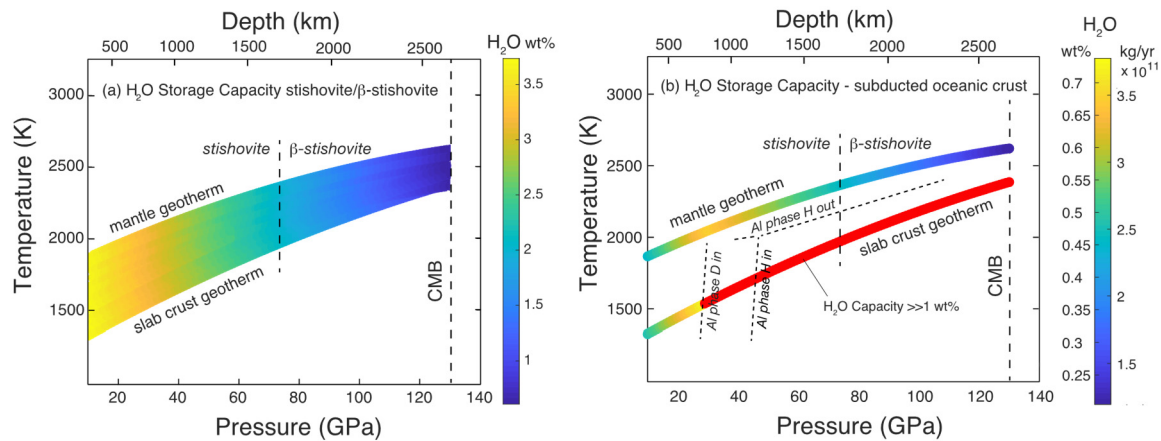 Depth (km)
500 1000 1500 2000 2500
H₂O wt%
(a) H₂O Storage Capacity stishovite/β-stishovite
3000
2500
2000
1500
Temperature (K)
stishovite
β-stishovite
mantle geotherm
slab crust geotherm
CMB
20 40 60 80 100 120 140
Pressure (GPa)
3.5
3
2.5
2
1.5
1
Depth (km)
500 1000 1500 2000 2500
H₂O
wt% kg/yr
x 10¹¹
(b) H₂O Storage Capacity - subducted oceanic crust
3000
2500
2000
1500
Temperature (K)
stishovite
β-stishovite
mantle geotherm
Al phase H out
slab crust geotherm
Al phase D in
Al phase H in
H₂O Capacity >>1 wt%
CMB
20 40 60 80 100 120 140
Pressure (GPa)
0.7
0.65
0.6
0.55
0.5
0.45
0.4
0.35
0.3
0.25
3.5
3
2.5
2
1.5